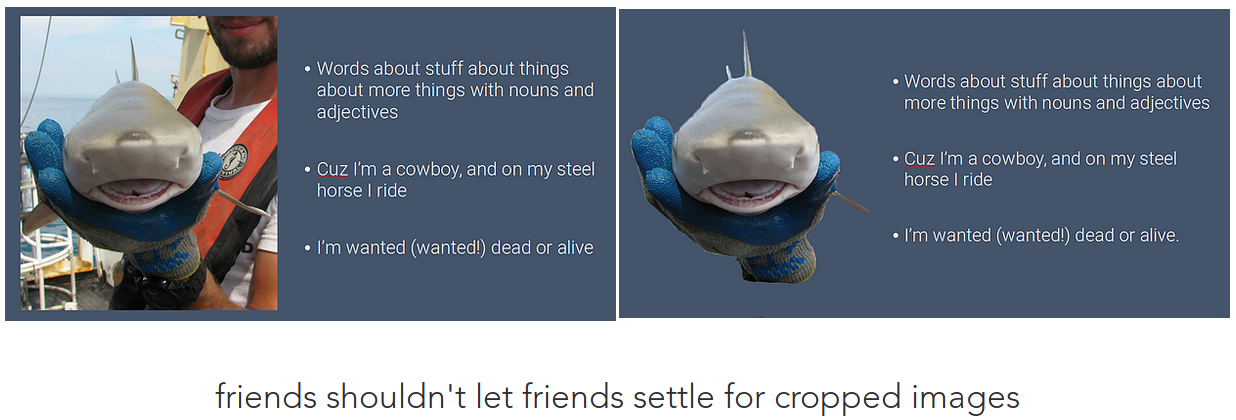 • Words about stuff about things
about more things with nouns and
adjectives
• Cuz I'm a cowboy, and on my steel
horse I ride
• I'm wanted (wanted!) dead or alive
• Words about stuff about things about
more things with nouns and adjectives
• Cuz I'm a cowboy, and on my steel
horse I ride
• I'm wanted (wanted!) dead or alive.
friends shouldn't let friends settle for cropped images